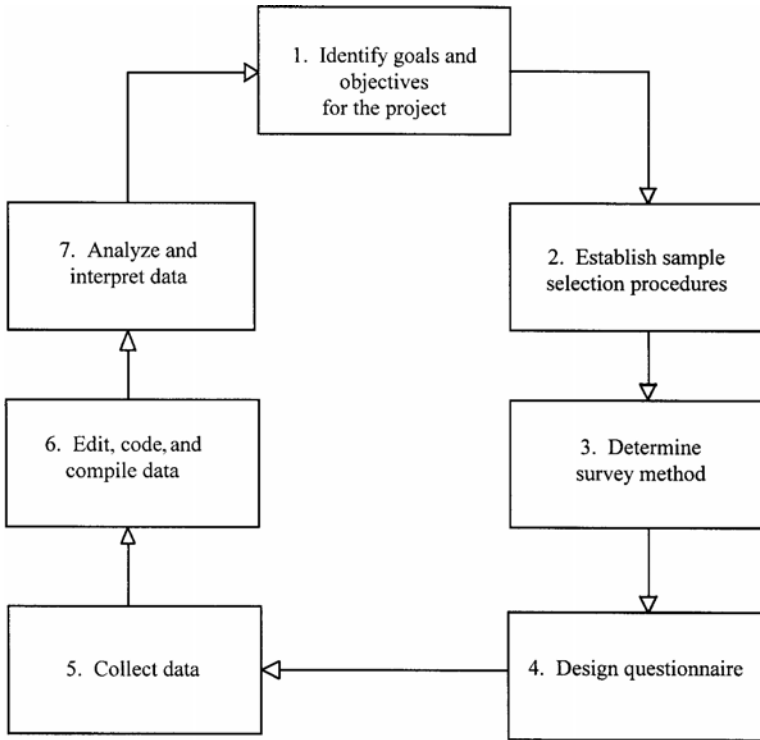 1. Identify goals and
objectives
for the project
2. Establish sample
selection procedures
3. Determine
survey method
4. Design questionnaire
5. Collect data
6. Edit, code, and
compile data
7. Analyze and
interpret data